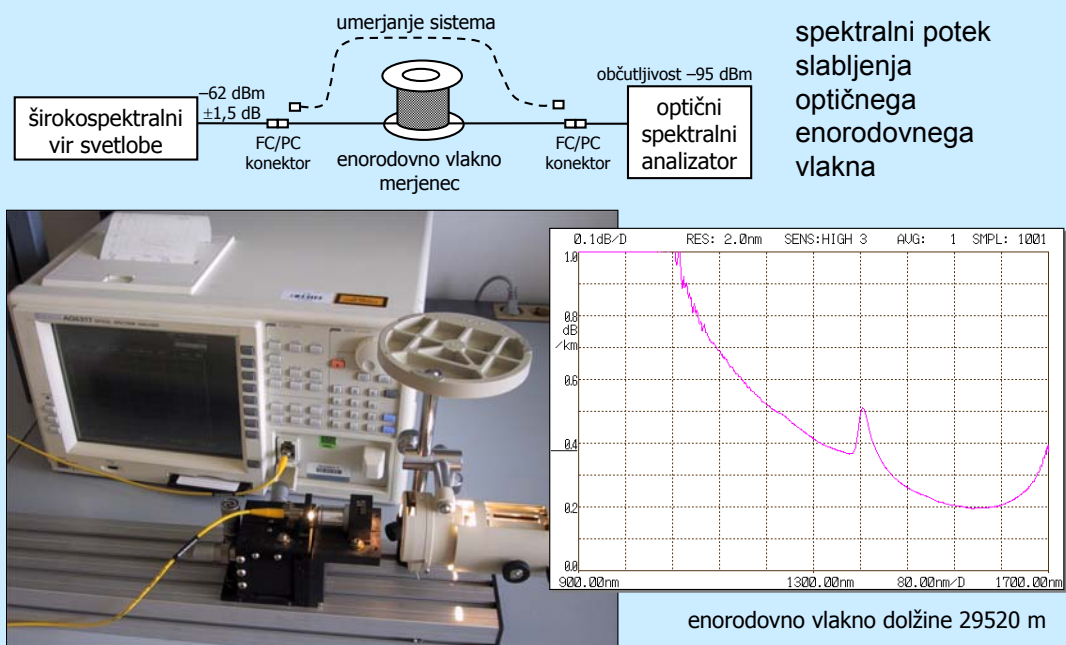 umerjanje sistema
–62 dBm
±1,5 dB
občutljivost –95 dBm
širokospektralni
vir svetlobe
FC/PC
konektor
enorodovno vlakno
merjenec
FC/PC
konektor
optični
spektralni
analizator
spektralni potek
slabljenja
optičnega
enorodovnega
vlakna
0.1dB/D RES: 2.0nm SENS:HIGH 3 AVG: 1 SMPL: 1001
1.0
0.8
dB
/km
0.6
0.4
0.2
0.0
900.00nm 1300.00nm 80.00nm/D 1700.00nm
enorodovno vlakno dolžine 29520 m